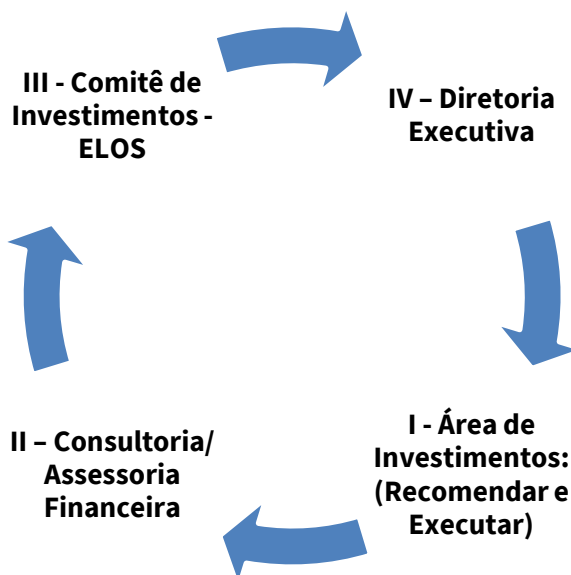 III - Comitê de
Investimentos -
ELOS
IV – Diretoria
Executiva
I - Área de
Investimentos:
(Recomendar e
Executar)
II – Consultoria/
Assessoria
Financeira